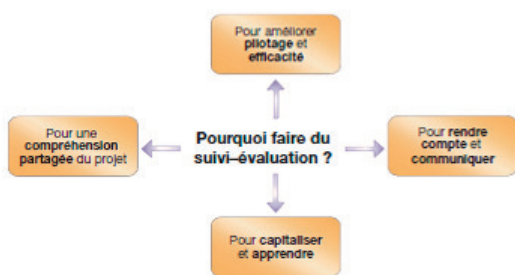 Pour améliorer
pilotage et
efficacité
Pour une
compréhension
partagée du projet
Pourquoi faire du
suivi–évaluation ?
Pour rendre
compte et
communiquer
Pour capitaliser
et apprendre